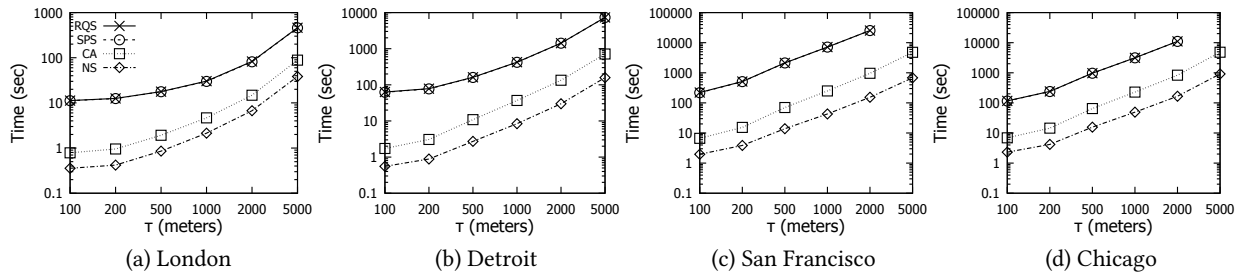 1000
100
10
1
0.1
Time (sec)
RQS
SPS
CA
NS
100 200 500 1000 2000 5000
τ (meters)
(a) London
10000
1000
100
10
1
0.1
Time (sec)
100 200 500 1000 2000 5000
τ (meters)
(b) Detroit
100000
10000
1000
100
10
1
0.1
Time (sec)
100 200 500 1000 2000 5000
τ (meters)
(c) San Francisco
100000
10000
1000
100
10
1
0.1
Time (sec)
100 200 500 1000 2000 5000
τ (meters)
(d) Chicago